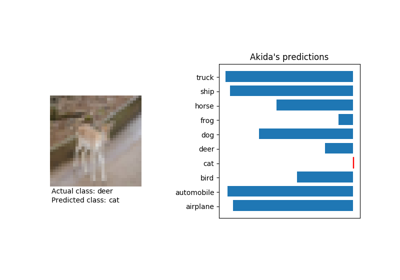 Akida's predictions
truck
ship
horse
frog
dog
deer
cat
bird
automobile
airplane
Actual class: deer
Predicted class: cat